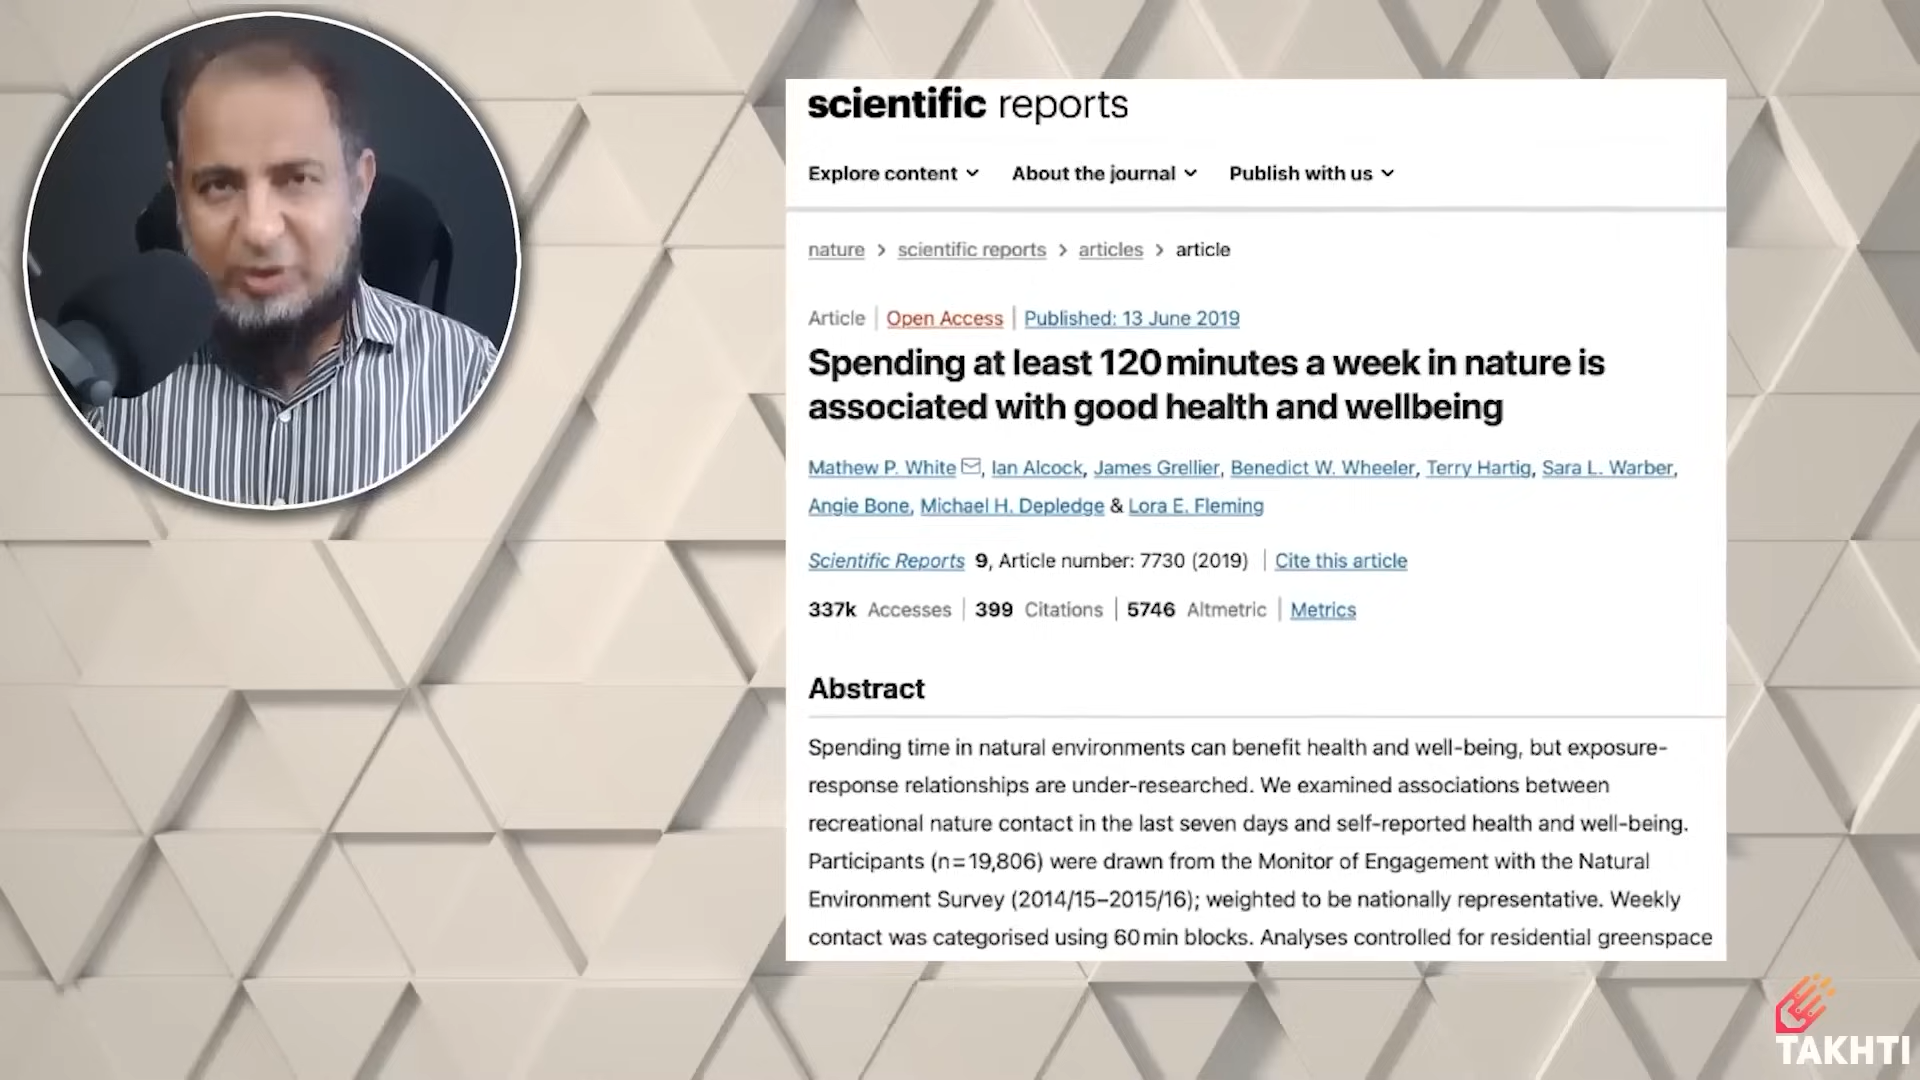 scientific reports
Explore content About the journal Publish with us
nature > scientific reports > articles > article
Article | Open Access | Published: 13 June 2019
Spending at least 120 minutes a week in nature is
associated with good health and wellbeing
Mathew P. White, Ian Alcock, James Grellier, Benedict W. Wheeler, Terry Hartig, Sara L. Warber,
Angie Bone, Michael H. Depledge & Lora E. Fleming
Scientific Reports 9, Article number: 7730 (2019) | Cite this article
337k Accesses | 399 Citations | 5746 Altmetric | Metrics
Abstract
Spending time in natural environments can benefit health and well-being, but exposure-
response relationships are under-researched. We examined associations between
recreational nature contact in the last seven days and self-reported health and well-being.
Participants (n=19,806) were drawn from the Monitor of Engagement with the Natural
Environment Survey (2014/15–2015/16); weighted to be nationally representative. Weekly
contact was categorised using 60 min blocks. Analyses controlled for residential greenspace
TAKHTI